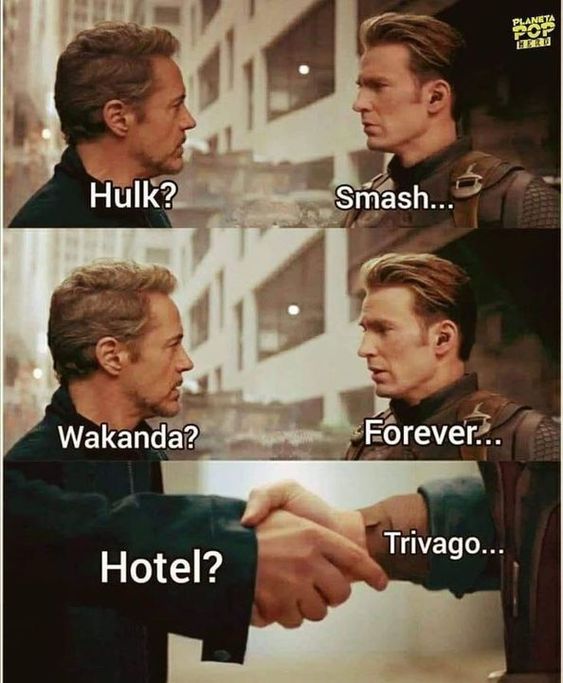 PLANETA
POP
HERO
Hulk?
Smash...
Wakanda?
Forever...
Hotel?
Trivago...